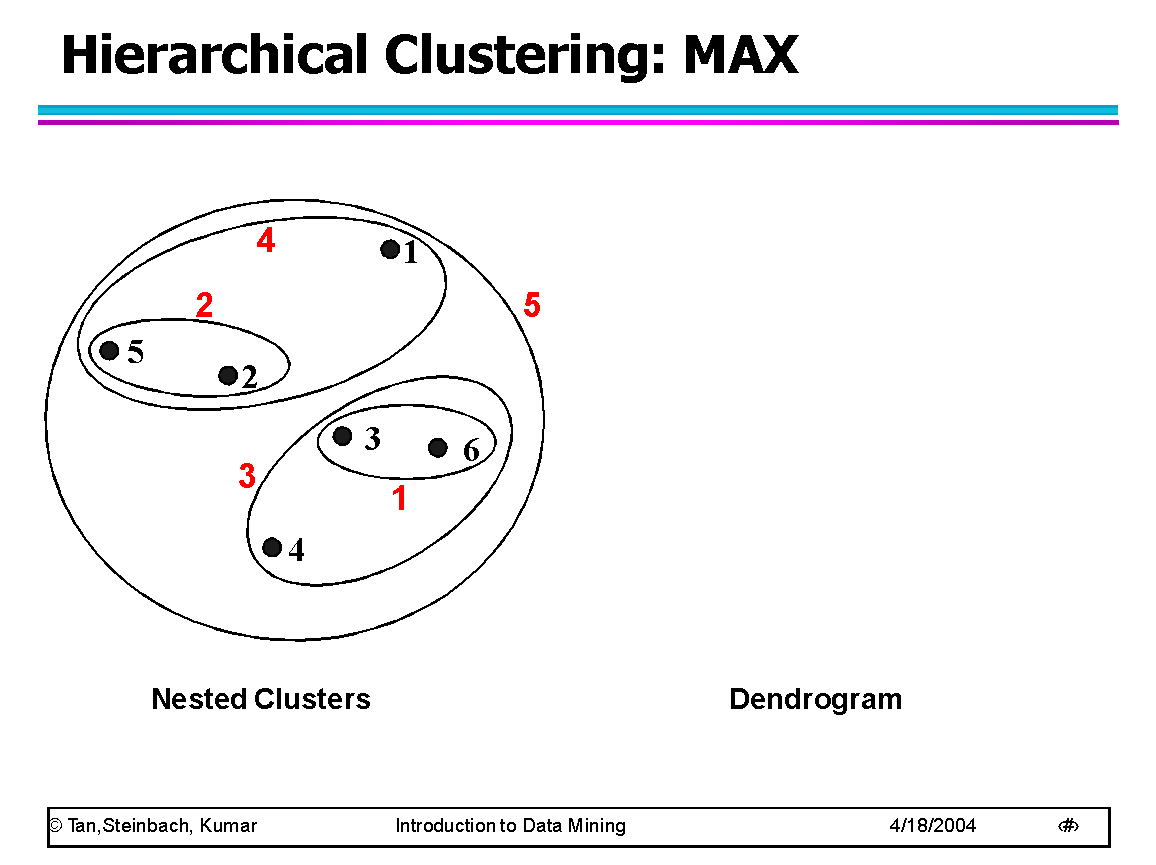 Hierarchical Clustering: MAX
4
1
2
5
5
2
3
6
3
1
4
Nested Clusters
Dendrogram
© Tan,Steinbach, Kumar Introduction to Data Mining 4/18/2004 ‹#›